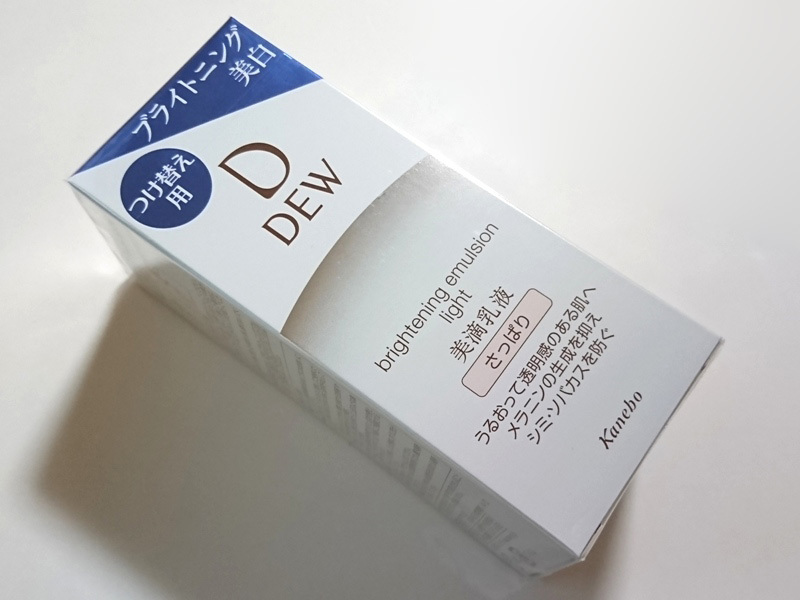 ブライトニング
美白
つけ替え
用
D
DEW
brightening emulsion
light
美滴乳液
さっぱり
うるおって透明感のある肌へ
メラニンの生成を抑え
シミ・ソバカスを防ぐ
Kanebo